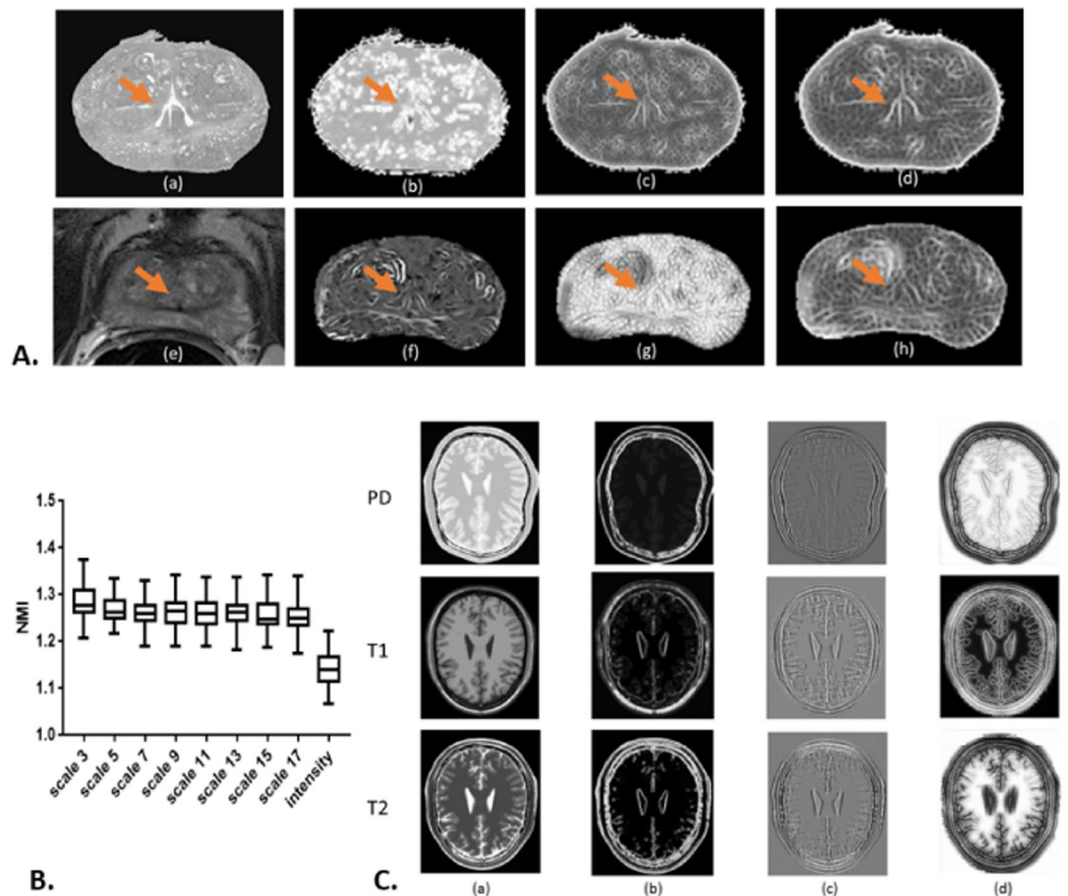 (a)
(b)
(c)
(d)
(e)
(f)
(g)
(h)
A.
NMI
1.5
1.4
1.3
1.2
1.1
1.0
scale 3
scale 5
scale 7
scale 9
scale 11
scale 13
scale 15
scale 17
intensity
B.
PD
T1
T2
C.
(a)
(b)
(c)
(d)